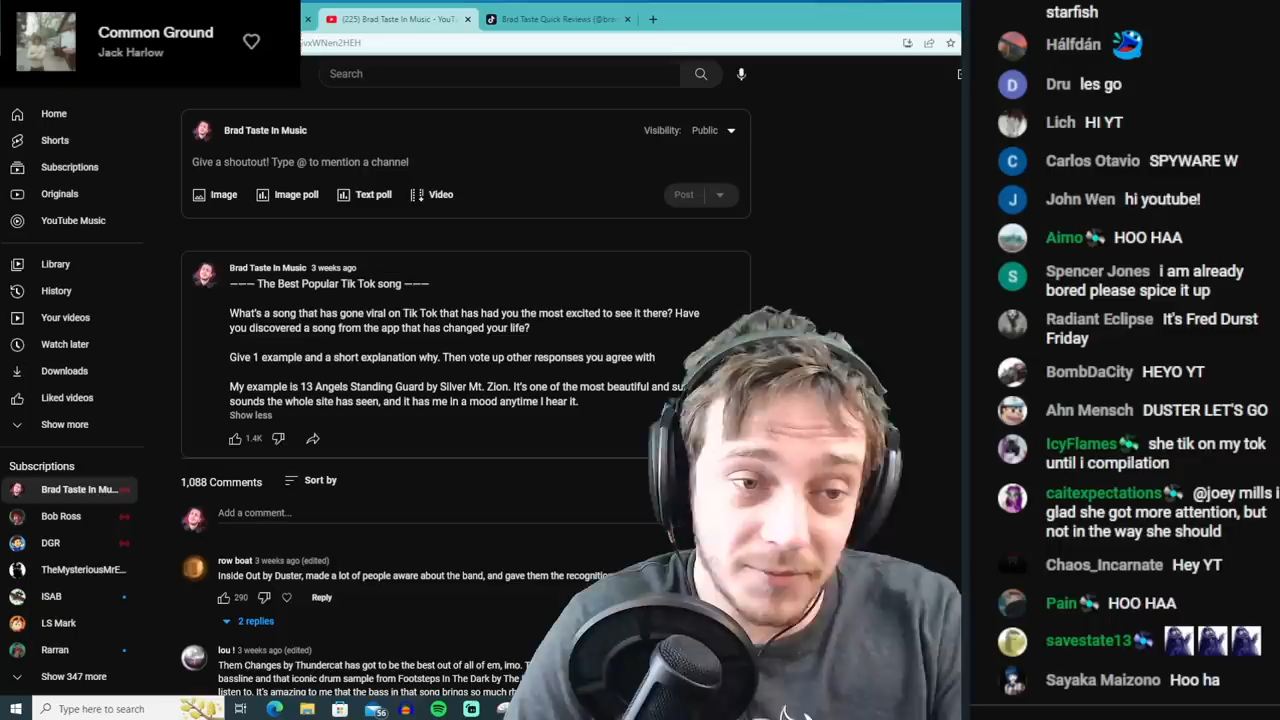 Common Ground
Jack Harlow
(225) Brad Taste In Music - YouT
Brad Taste Quick Reviews (@bra
vxWNen2HEH
Search
Home
Shorts
Subscriptions
Originals
YouTube Music
Library
History
Your videos
Watch later
Downloads
Liked videos
Show more
Subscriptions
Brad Taste In Mu...
Bob Ross
DGR
TheMysteriousMrE...
ISAB
LS Mark
Rarran
Show 347 more
Brad Taste In Music
Visibility: Public
Give a shoutout! Type @ to mention a channel
Image
Image poll
Text poll
Video
Post
Brad Taste In Music 3 weeks ago
——— The Best Popular Tik Tok song ———
What's a song that has gone viral on Tik Tok that has had you the most excited to see it there? Have
you discovered a song from the app that has changed your life?
Give 1 example and a short explanation why. Then vote up other responses you agree with
My example is 13 Angels Standing Guard by Silver Mt. Zion. It's one of the most beautiful and su
sounds the whole site has seen, and it has me in a mood anytime I hear it.
Show less
1.4K
1,088 Comments
Sort by
Add a comment...
row boat 3 weeks ago (edited)
Inside Out by Duster, made a lot of people aware about the band, and gave them the recognitio
290
Reply
2 replies
lou ! 3 weeks ago (edited)
Them Changes by Thundercat has got to be the best out of all of em, imo. T
bassline and that iconic drum sample from Footsteps In The Dark by The
listen to. It's amazing to me that the bass in that song brings so much
Type here to search
56
starfish
Hálfdán
D
Dru les go
Lich HI YT
C
Carlos Otavio SPYWARE W
J
John Wen hi youtube!
Aimo HOO HAA
S
Spencer Jones i am already
bored please spice it up
Radiant Eclipse It's Fred Durst
Friday
BombDaCity HEYO YT
Ahn Mensch DUSTER LET'S GO
IcyFlames she tik on my tok
until i compilation
caitexpectations @joey mills i
glad she got more attention, but
not in the way she should
Chaos_Incarnate Hey YT
Pain HOO HAA
savestate13
Sayaka Maizono Hoo ha